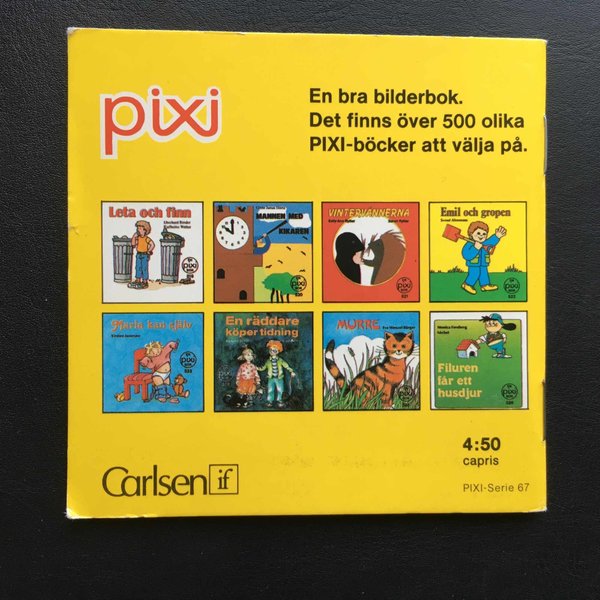 pixi
En bra bilderbok.
Det finns över 500 olika
PIXI-böcker att välja på.
Leta och finn
MANNEN MED
KIKAREN
VINTERVÄNNERNA
Emil och gropen
Maria kan själv
En räddare
köper tidning
MURRE
Filuren
får ett
husdjur
4:50
capris
Carlsen if
PIXI-Serie 67